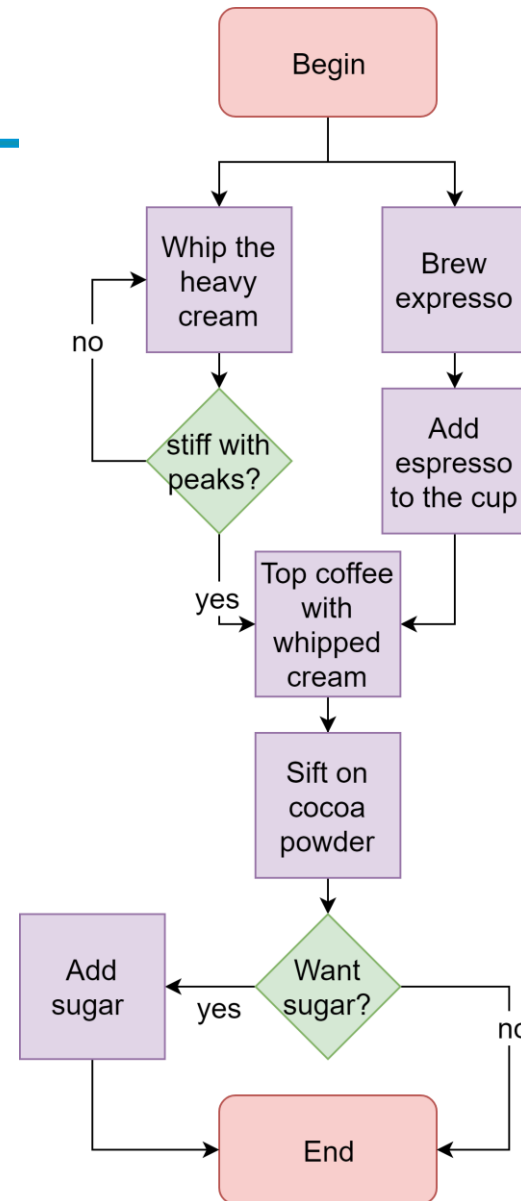 Begin
Whip the
heavy
cream
Brew
expresso
no
stiff with
peaks?
Add
espresso
to the cup
yes
Top coffee
with
whipped
cream
Sift on
cocoa
powder
Want
sugar?
Add
sugar
yes
no
End